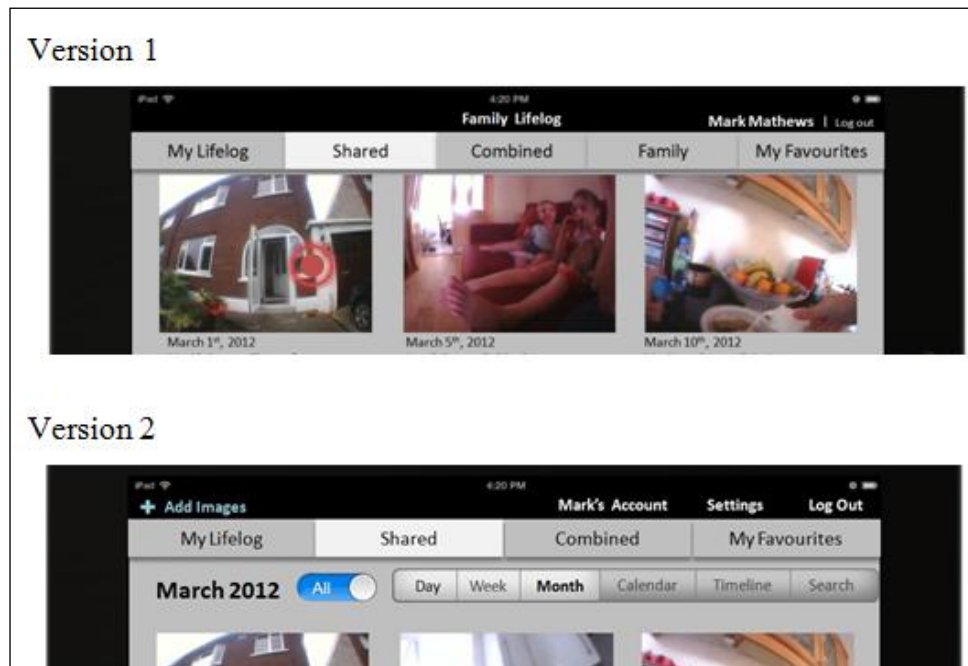 Version 1
iPad 4:20 PM
Family Lifelog
Mark Mathews | Log out
My Lifelog Shared Combined Family My Favourites
March 1st, 2012 March 5th, 2012 March 10th, 2012
Version 2
iPad 4:20 PM
+ Add Images Mark's Account Settings Log Out
My Lifelog Shared Combined My Favourites
March 2012 All Day Week Month Calendar Timeline Search